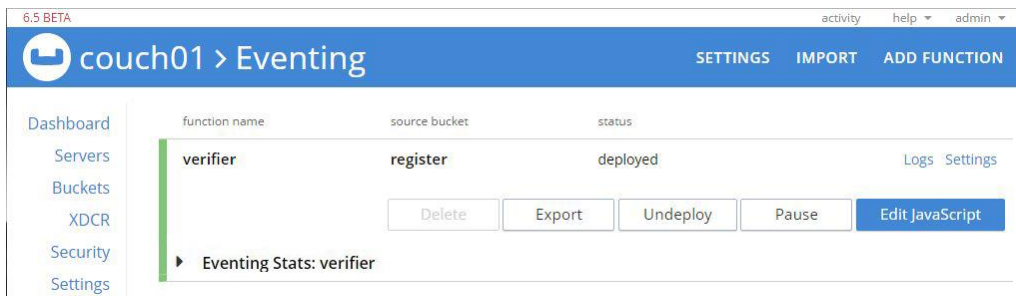 6.5 BETA activity help admin
couch01 > Eventing SETTINGS IMPORT ADD FUNCTION
Dashboard function name source bucket status
Servers verifier register deployed Logs Settings
Buckets
XDCR Delete Export Undeploy Pause Edit JavaScript
Security Eventing Stats: verifier
Settings